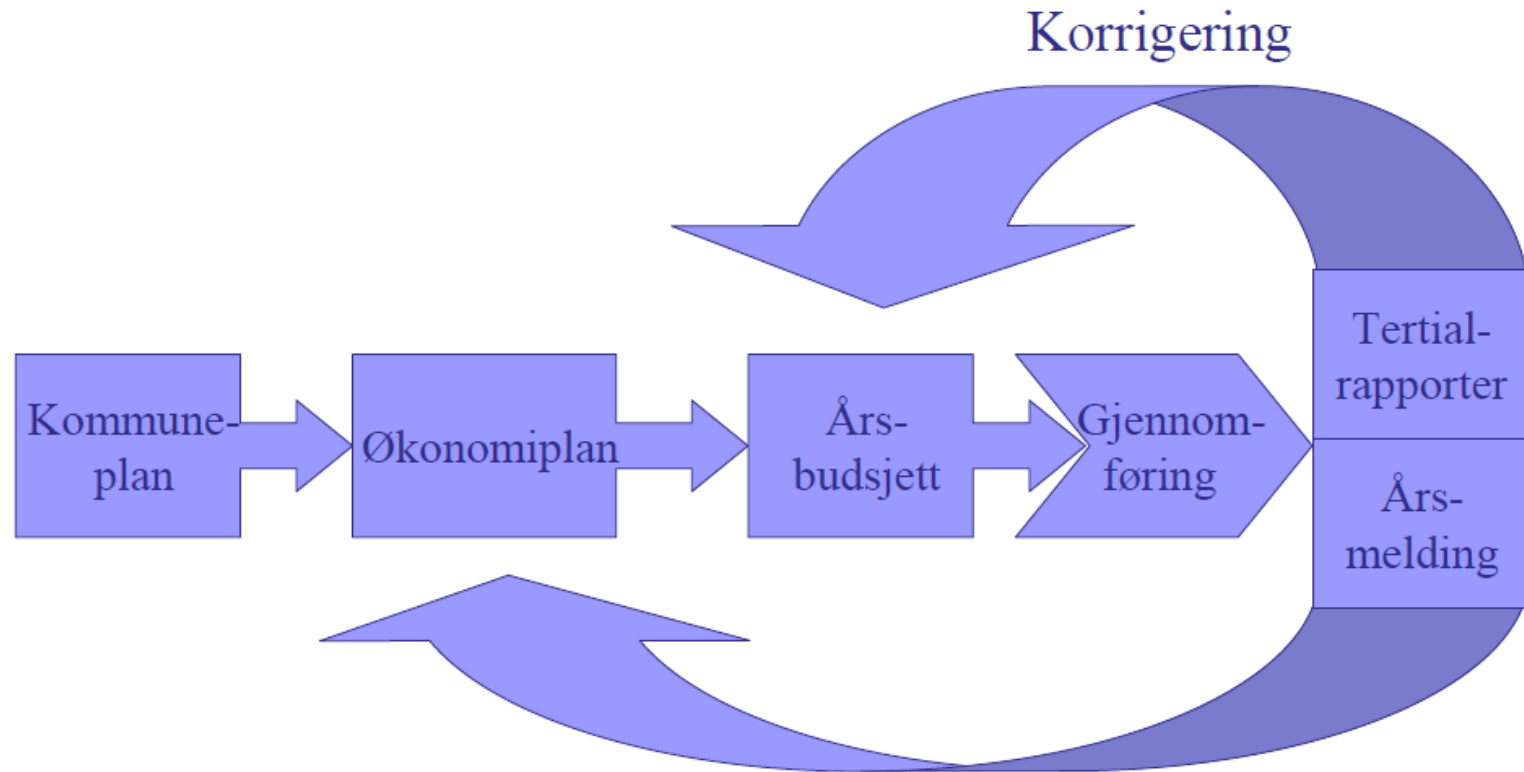 Korrigering
Kommune-
plan
Økonomiplan
Års-
budsjett
Gjennom-
føring
Tertial-
rapporter
Års-
melding